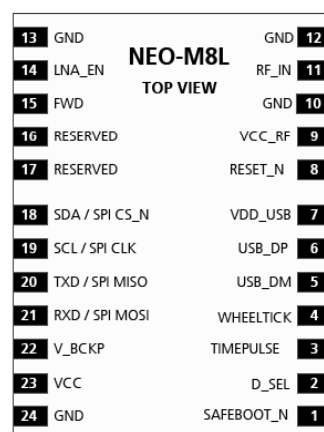 13 GND GND 12
NEO-M8L
14 LNA_EN RF_IN 11
TOP VIEW
15 FWD GND 10
16 RESERVED VCC_RF 9
17 RESERVED RESET_N 8
18 SDA / SPI CS_N VDD_USB 7
19 SCL / SPI CLK USB_DP 6
20 TXD / SPI MISO USB_DM 5
21 RXD / SPI MOSI WHEELTICK 4
22 V_BCKP TIMEPULSE 3
23 VCC D_SEL 2
24 GND SAFEBOOT_N 1